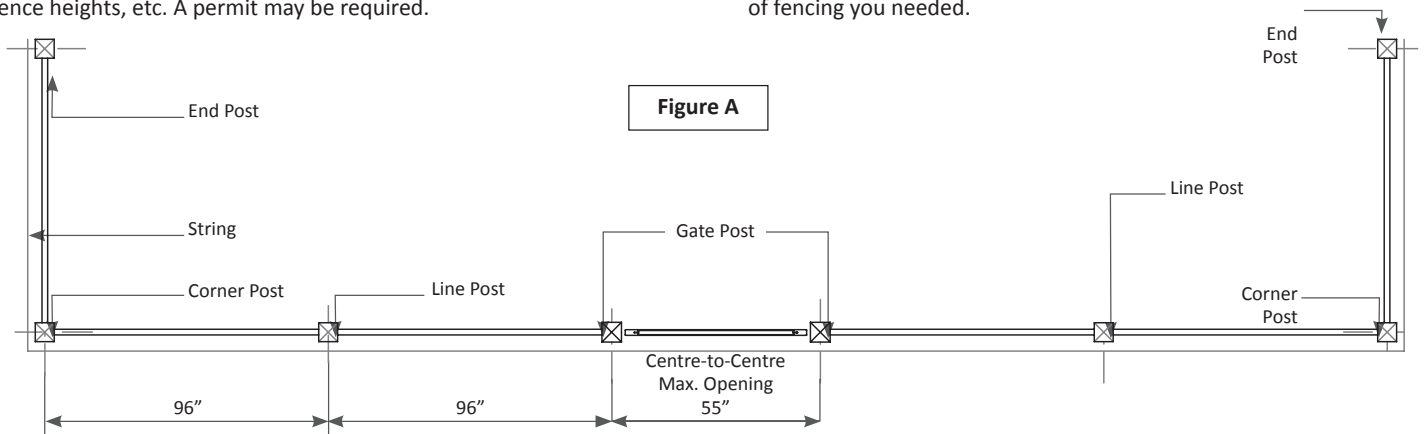 ence heights, etc. A permit may be required.
of fencing you needed.
End
Post
End Post
Figure A
Line Post
String
Gate Post
Corner Post
Line Post
Corner
Post
Centre-to-Centre
Max. Opening
96”
96”
55”